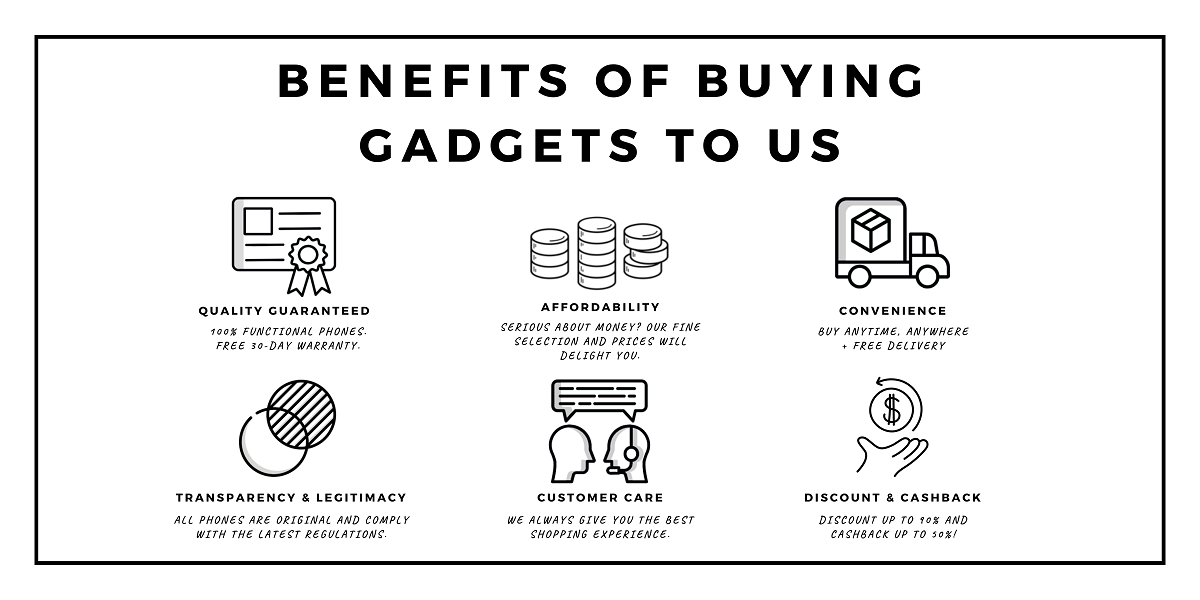 BENEFITS OF BUYING
GADGETS TO US
QUALITY GUARANTEED
100% FUNCTIONAL PHONES.
FREE 30-DAY WARRANTY.
AFFORDABILITY
SERIOUS ABOUT MONEY? OUR FINE
SELECTION AND PRICES WILL
DELIGHT YOU.
CONVENIENCE
BUY ANYTIME, ANYWHERE
+ FREE DELIVERY
TRANSPARENCY & LEGITIMACY
ALL PHONES ARE ORIGINAL AND COMPLY
WITH THE LATEST REGULATIONS.
CUSTOMER CARE
WE ALWAYS GIVE YOU THE BEST
SHOPPING EXPERIENCE.
DISCOUNT & CASHBACK
DISCOUNT UP TO 90% AND
CASHBACK UP TO 50%!